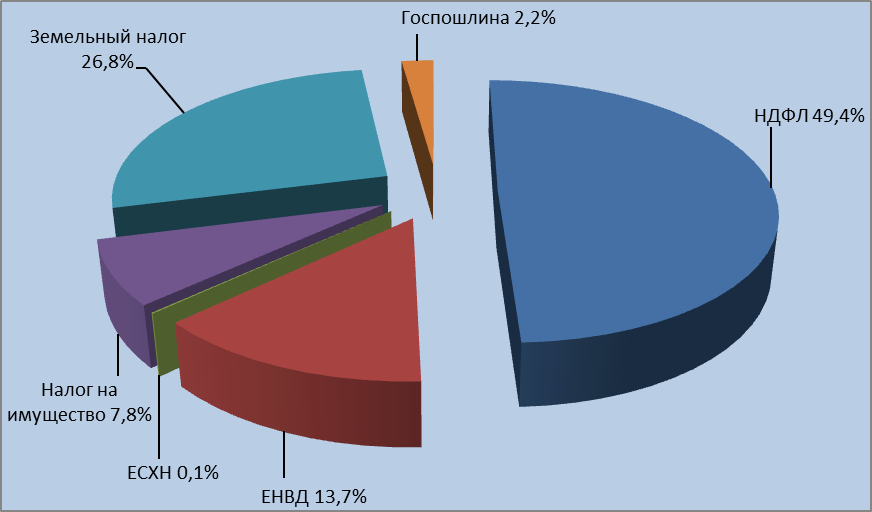 Госпошлина 2,2%
Земельный налог
26,8%
НДФЛ 49,4%
Налог на
имущество 7,8%
ЕСХН 0,1%
ЕНВД 13,7%